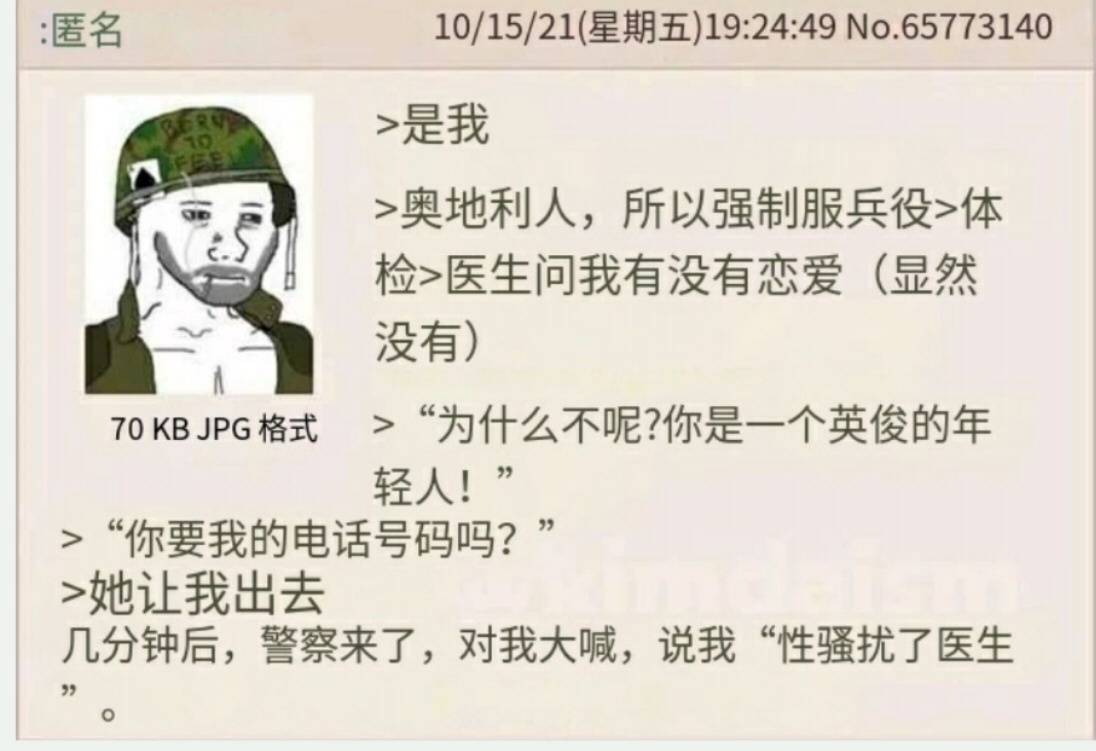 :匿名
10/15/21(星期五)19:24:49 No.65773140
BORN
TO
FEEL
70 KB JPG 格式
>是我
>奥地利人，所以强制服兵役>体
检>医生问我有没有恋爱（显然
没有）
>“为什么不呢?你是一个英俊的年
轻人！”
>“你要我的电话号码吗？”
>她让我出去
几分钟后，警察来了，对我大喊，说我“性骚扰了医生
”。